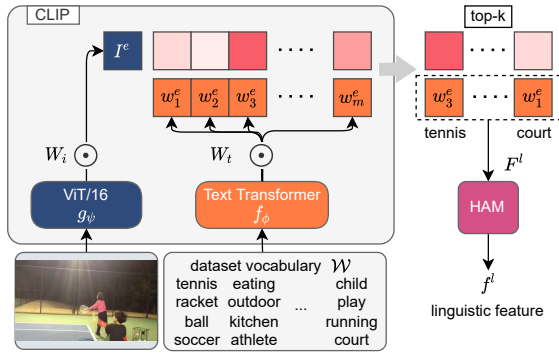 CLIP
I^e
w_1^e w_2^e w_3^e .... w_m^e
W_i
W_t
ViT/16
g_ψ
Text Transformer
f_ϕ
dataset vocabulary 𝒲
tennis eating child
racket outdoor ... play
ball kitchen running
soccer athlete court
top-k
....
w_3^e .... w_1^e
tennis court
F^l
HAM
f^l
linguistic feature